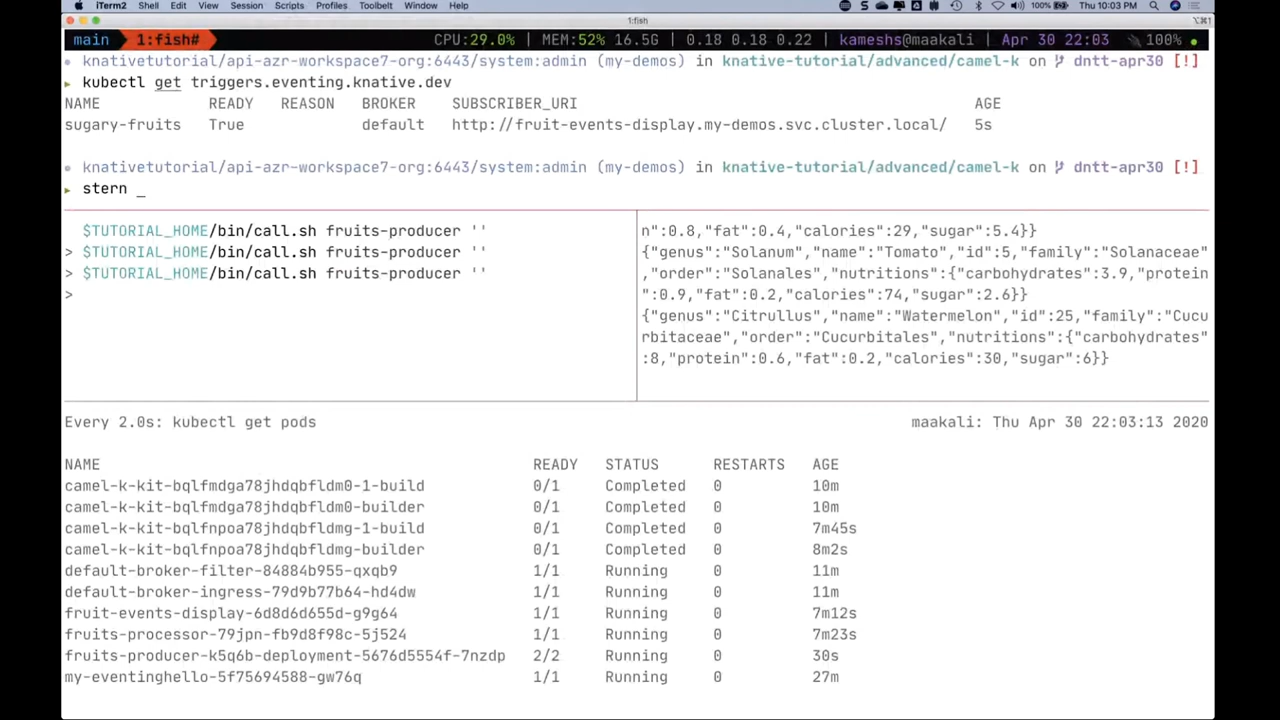 iTerm2 Shell Edit View Session Scripts Profiles Toolbelt Window Help 100% Thu 10:03 PM
1:fish ⌥⌘1
main 1:fish# CPU:29.0% | MEM:52% 16.5G | 0.18 0.18 0.22 | kameshs@maakali | Apr 30 22:03 100% ●
● knativetutorial/api-azr-workspace7-org:6443/system:admin (my-demos) in knative-tutorial/advanced/camel-k on dntt-apr30 [!]
▶ kubectl get triggers.eventing.knative.dev
NAME READY REASON BROKER SUBSCRIBER_URI AGE
sugary-fruits True default http://fruit-events-display.my-demos.svc.cluster.local/ 5s
● knativetutorial/api-azr-workspace7-org:6443/system:admin (my-demos) in knative-tutorial/advanced/camel-k on dntt-apr30 [!]
▶ stern _
$TUTORIAL_HOME/bin/call.sh fruits-producer ''
> $TUTORIAL_HOME/bin/call.sh fruits-producer ''
> $TUTORIAL_HOME/bin/call.sh fruits-producer ''
>
n":0.8,"fat":0.4,"calories":29,"sugar":5.4}}
{"genus":"Solanum","name":"Tomato","id":5,"family":"Solanaceae"
,"order":"Solanales","nutritions":{"carbohydrates":3.9,"protein
":0.9,"fat":0.2,"calories":74,"sugar":2.6}}
{"genus":"Citrullus","name":"Watermelon","id":25,"family":"Cucu
rbitaceae","order":"Cucurbitales","nutritions":{"carbohydrates"
:8,"protein":0.6,"fat":0.2,"calories":30,"sugar":6}}
Every 2.0s: kubectl get pods maakali: Thu Apr 30 22:03:13 2020
NAME READY STATUS RESTARTS AGE
camel-k-kit-bqlfmdga78jhdqbfldm0-1-build 0/1 Completed 0 10m
camel-k-kit-bqlfmdga78jhdqbfldm0-builder 0/1 Completed 0 10m
camel-k-kit-bqlfnpoa78jhdqbfldmg-1-build 0/1 Completed 0 7m45s
camel-k-kit-bqlfnpoa78jhdqbfldmg-builder 0/1 Completed 0 8m2s
default-broker-filter-84884b955-qxqb9 1/1 Running 0 11m
default-broker-ingress-79d9b77b64-hd4dw 1/1 Running 0 11m
fruit-events-display-6d8d6d655d-g9g64 1/1 Running 0 7m12s
fruits-processor-79jpn-fb9d8f98c-5j524 1/1 Running 0 7m23s
fruits-producer-k5q6b-deployment-5676d5554f-7nzdp 2/2 Running 0 30s
my-eventinghello-5f75694588-gw76q 1/1 Running 0 27m